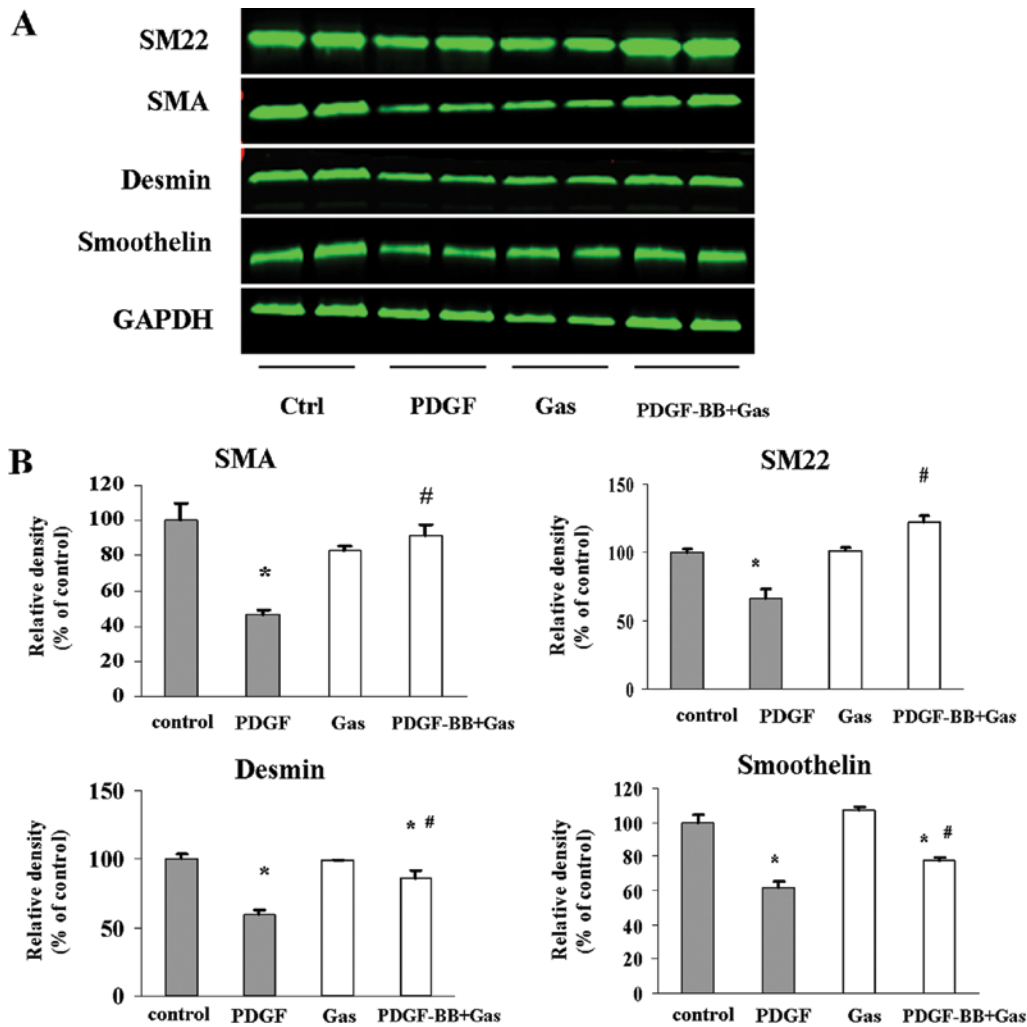 A
SM22
SMA
Desmin
Smoothelin
GAPDH
Ctrl PDGF Gas PDGF-BB+Gas
B
SMA
Relative density
(% of control)
120
100
80
60
40
20
0
*
#
control PDGF Gas PDGF-BB+Gas
SM22
Relative density
(% of control)
150
100
50
0
*
#
control PDGF Gas PDGF-BB+Gas
Desmin
Relative density
(% of control)
150
100
50
0
*
* #
control PDGF Gas PDGF-BB+Gas
Smoothelin
Relative density
(% of control)
120
100
80
60
40
20
0
*
* #
control PDGF Gas PDGF-BB+Gas